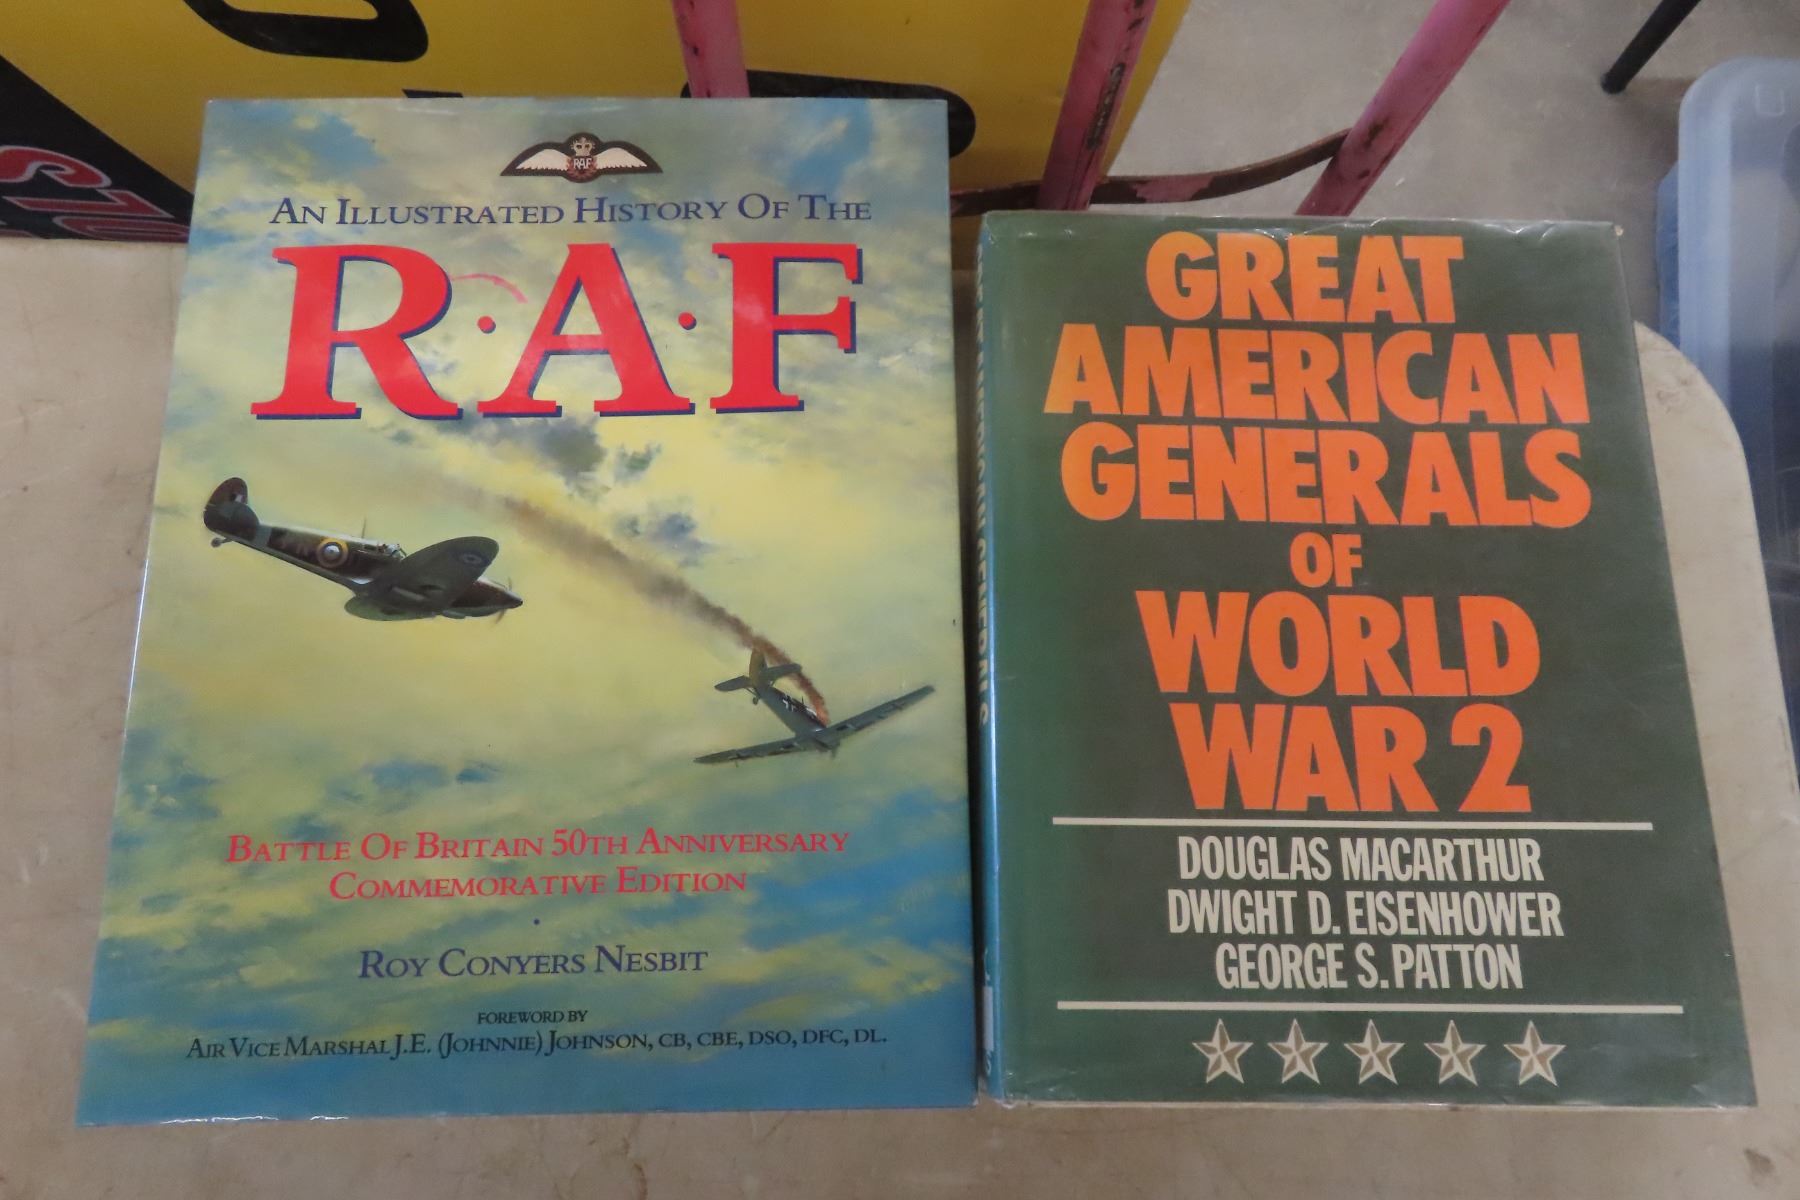 RAF
AN ILLUSTRATED HISTORY OF THE
R·A·F
BATTLE OF BRITAIN 50TH ANNIVERSARY
COMMEMORATIVE EDITION
ROY CONYERS NESBIT
FOREWORD BY
AIR VICE MARSHAL J.E. (JOHNNIE) JOHNSON, CB, CBE, DSO, DFC, DL.
GREAT
AMERICAN
GENERALS
OF
WORLD
WAR 2
DOUGLAS MACARTHUR
DWIGHT D. EISENHOWER
GEORGE S. PATTON